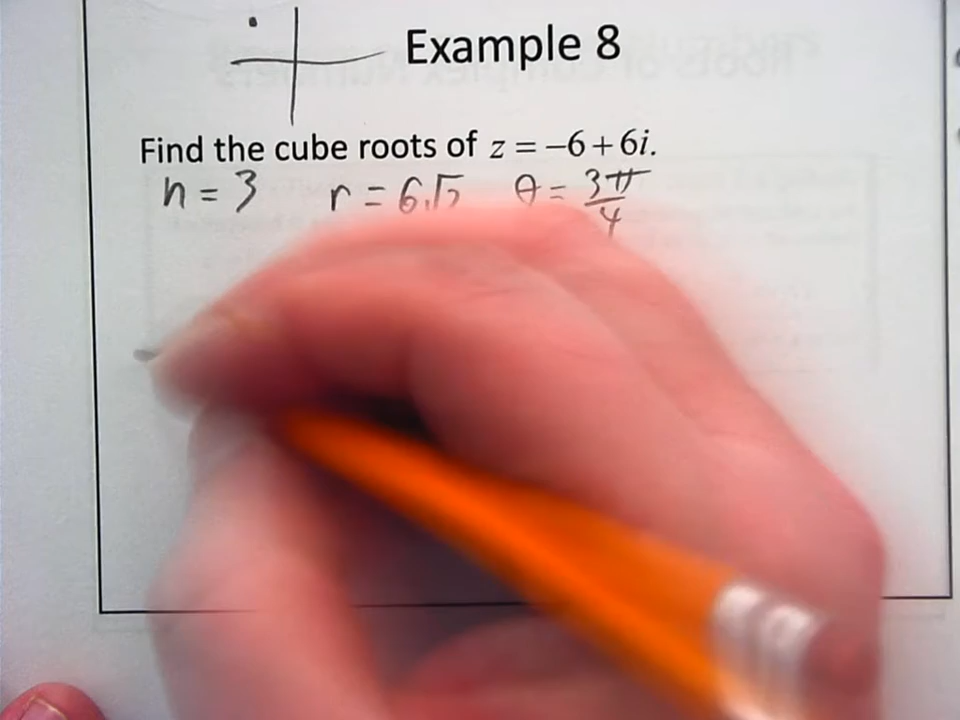 Example 8
Find the cube roots of z = −6 + 6i.
n = 3 r = 6√2 θ = 3π/4